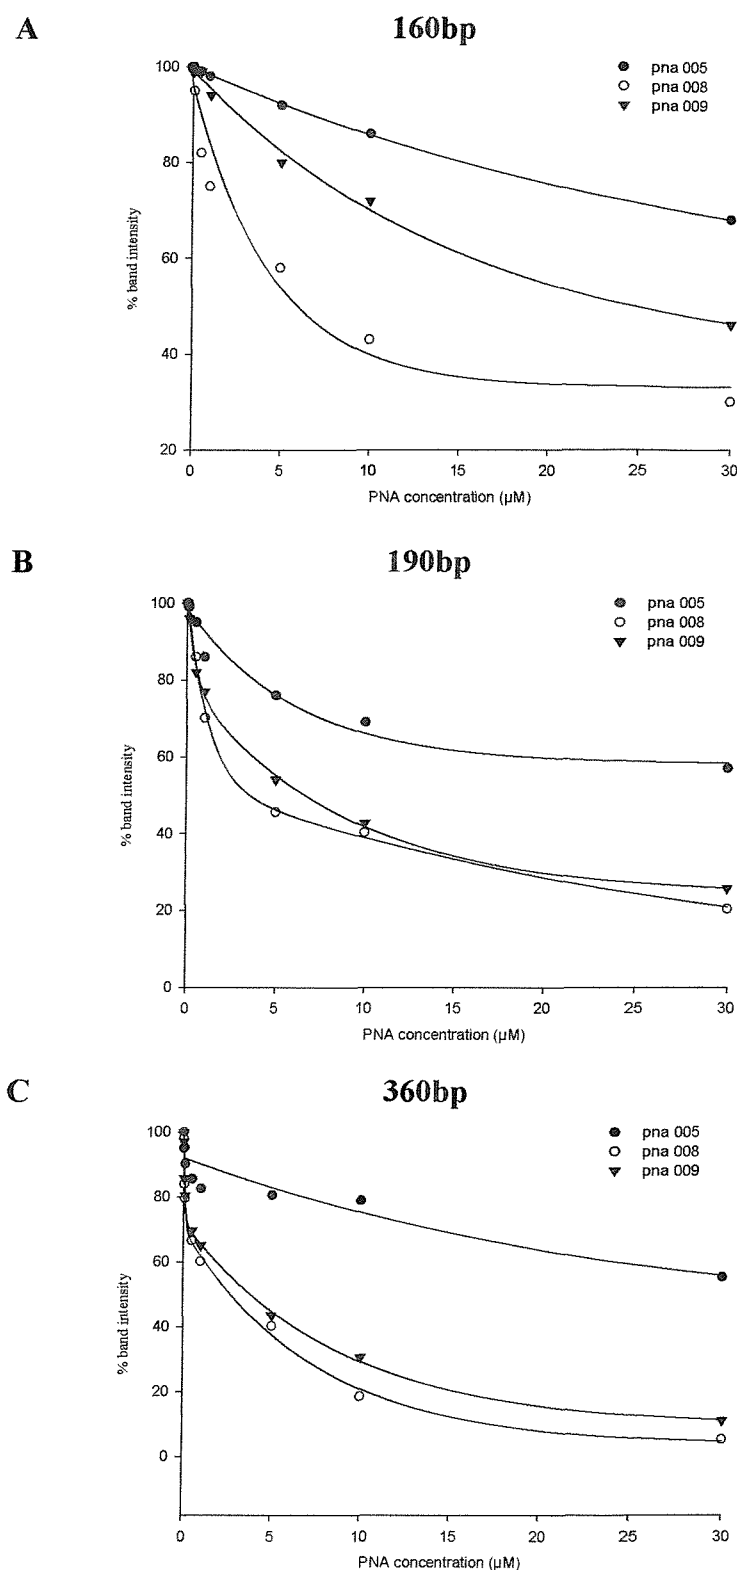 A
160bp
pna 005
pna 008
pna 009
100
80
60
40
20
% band intensity
0 5 10 15 20 25 30
PNA concentration (µM)
B
190bp
pna 005
pna 008
pna 009
100
80
60
40
20
0
% band intensity
0 5 10 15 20 25 30
PNA concentration (µM)
C
360bp
pna 005
pna 008
pna 009
100
80
60
40
20
0
% band intensity
0 5 10 15 20 25 30
PNA concentration (µM)